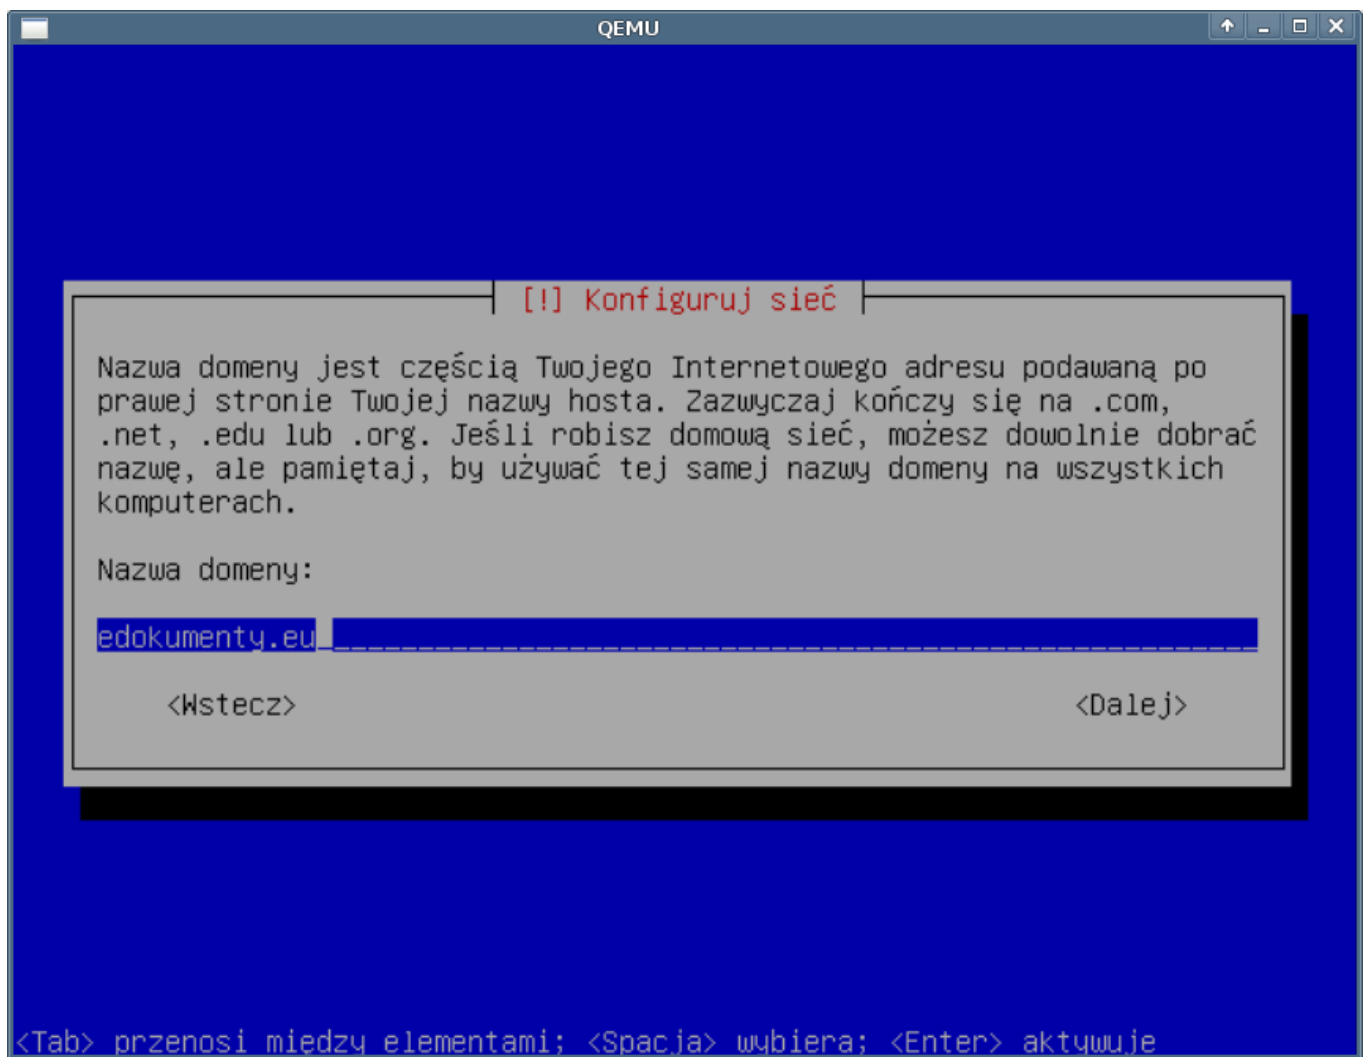 QEMU
[!] Konfiguruj sieć
Nazwa domeny jest częścią Twojego Internetowego adresu podawaną po
prawej stronie Twojej nazwy hosta. Zazwyczaj kończy się na .com,
.net, .edu lub .org. Jeśli robisz domową sieć, możesz dowolnie dobrać
nazwę, ale pamiętaj, by używać tej samej nazwy domeny na wszystkich
komputerach.
Nazwa domeny:
edokumenty.eu
<Wstecz> <Dalej>
<Tab> przenosi między elementami; <Spacja> wybiera; <Enter> aktywuje